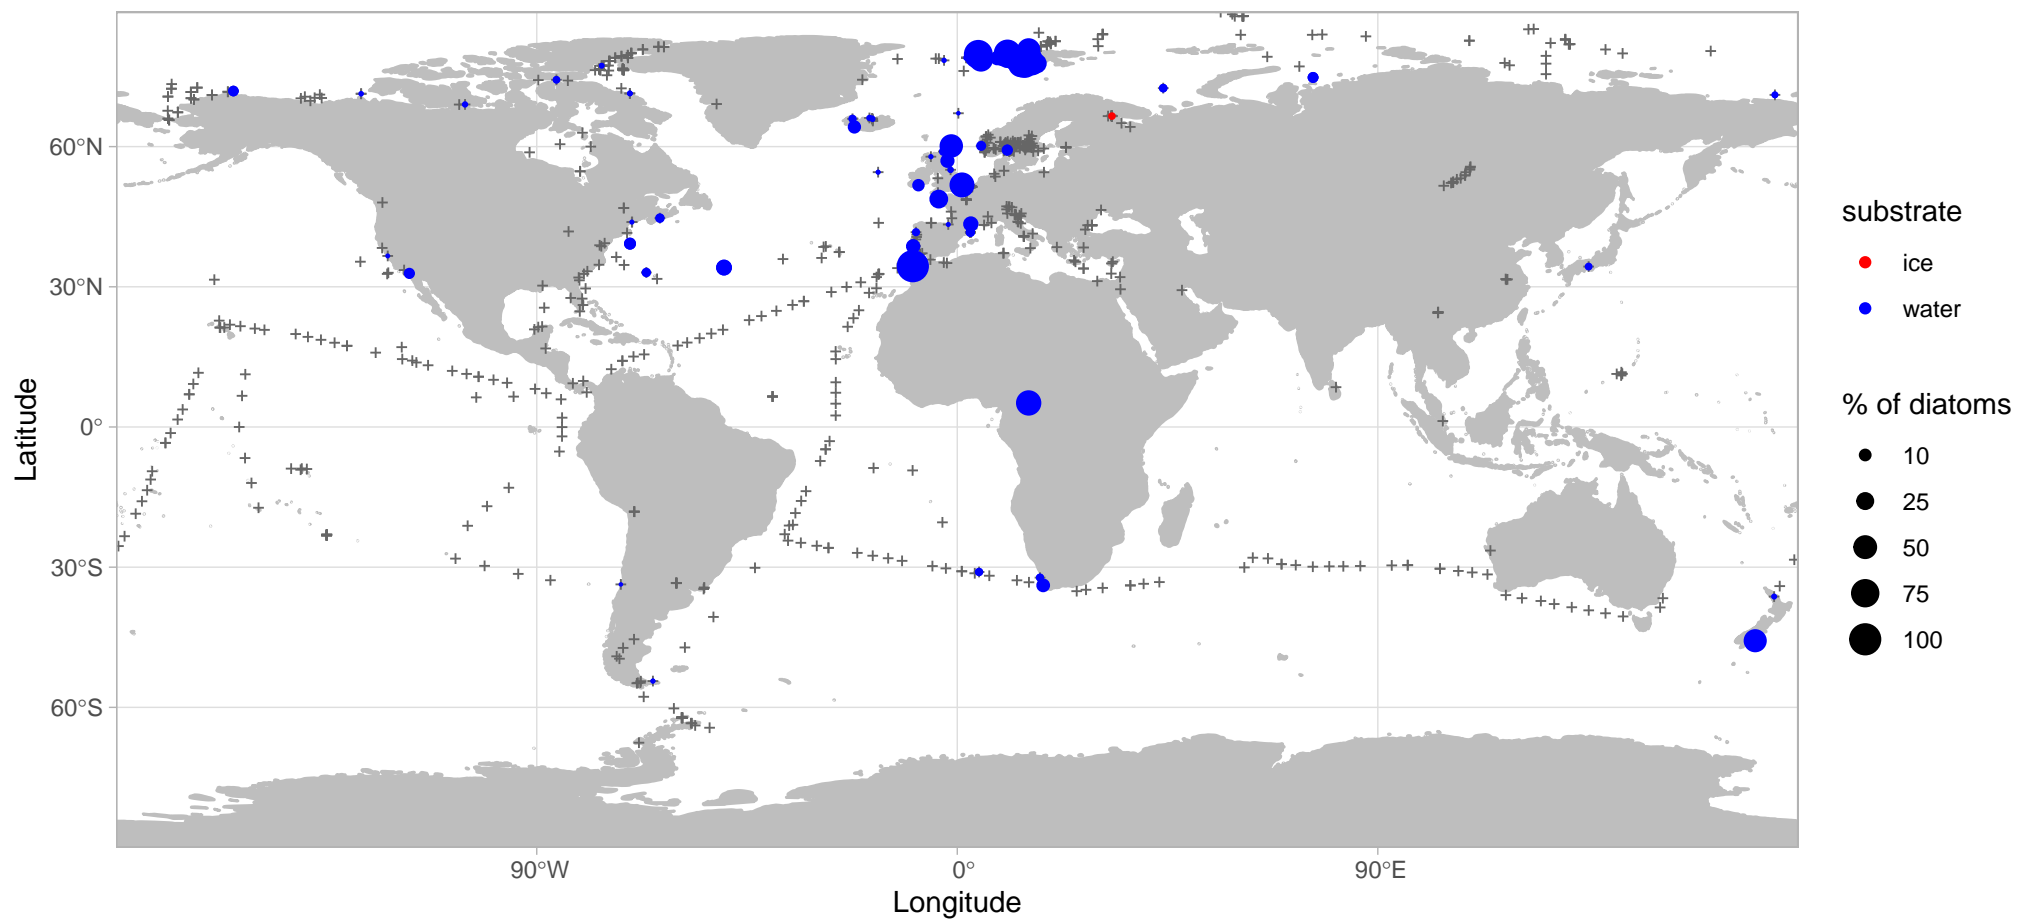 60°N
30°N
0°
30°S
60°S
Latitude
90°W
0°
90°E
Longitude
substrate
ice
water
% of diatoms
10
25
50
75
100